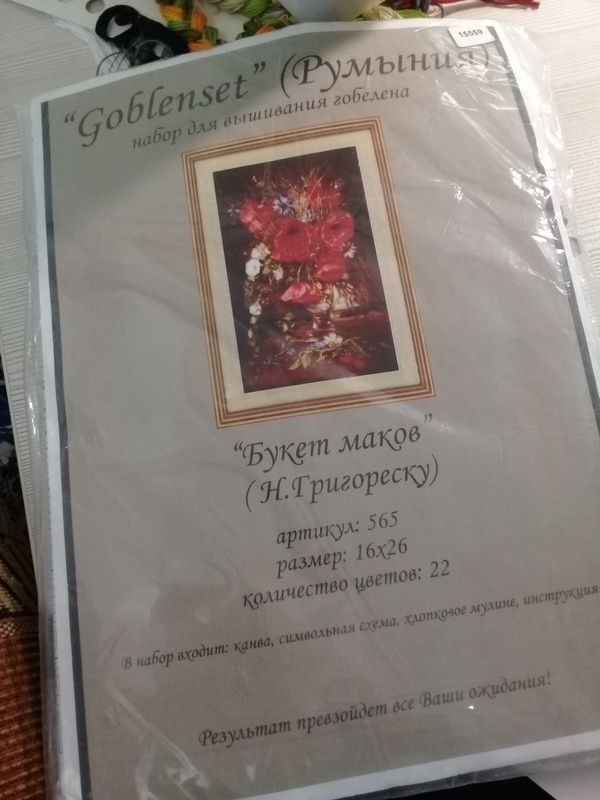 15559
“Goblenset” (Румыния)
набор для вышивания гобелена
“Букет маков”
(Н.Григореску)
артикул: 565
размер: 16х26
количество цветов: 22
В набор входит: канва, символьная схема, хлопковое мулине, инструкция
Результат превзойдет все Ваши ожидания!